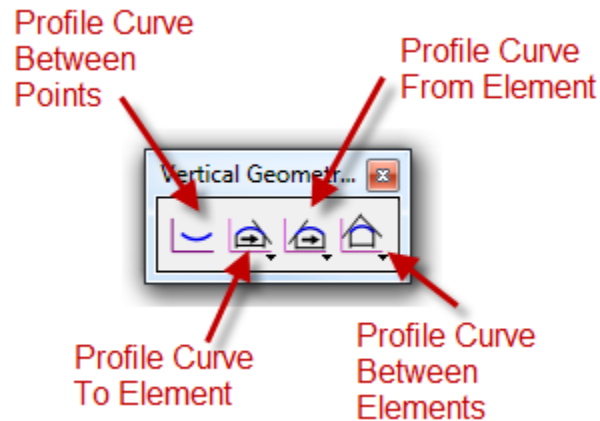 Profile Curve
Between
Points
Profile Curve
From Element
Vertical Geometr...
Profile Curve
To Element
Profile Curve
Between
Elements